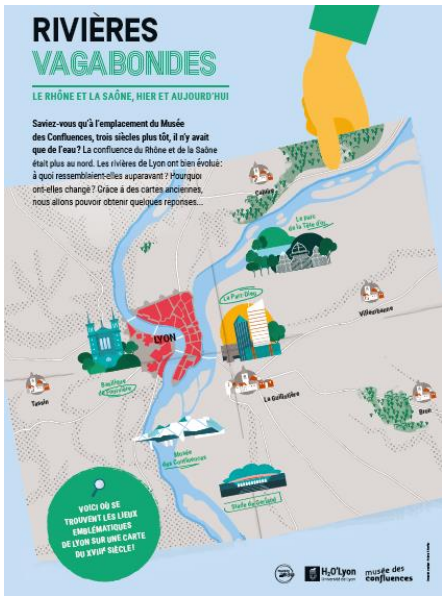 RIVIÈRES
VAGABONDES
LE RHÔNE ET LA SAÔNE, HIER ET AUJOURD'HUI
Saviez-vous qu'à l'emplacement du Musée
des Confluences, trois siècles plus tôt, il n'y avait
que de l'eau? La confluence du Rhône et de la Saône
était plus au nord. Les rivières de Lyon ont bien évolué:
à quoi ressemblaient-elles auparavant? Pourquoi
ont-elles changé? Grâce à des cartes anciennes,
nous allons pouvoir obtenir quelques réponses...
Caluire
Le parc
de la Tête d'or
La Part-Dieu
Villeurbanne
LYON
Basilique
de Fourvière
Tassin
La Guillotière
Bron
Musée
des Confluences
Stade de Gerland
VOICI OÙ SE
TROUVENT LES LIEUX
EMBLÉMATIQUES
DE LYON SUR UNE CARTE
DU XVIIIᵉ SIÈCLE!
H₂O'Lyon
Université de Lyon
musée des
confluences